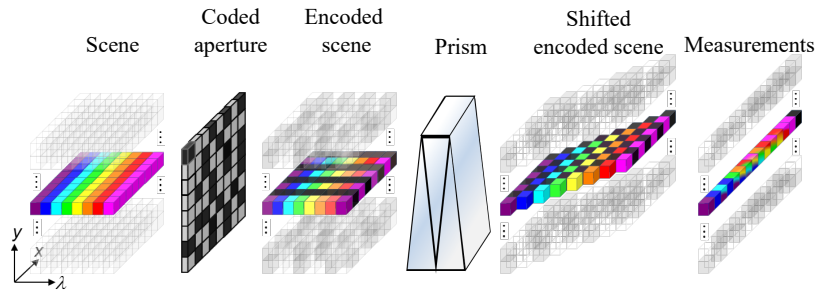 Scene
Coded
aperture
Encoded
scene
Prism
Shifted
encoded scene
Measurements
y
x
λ